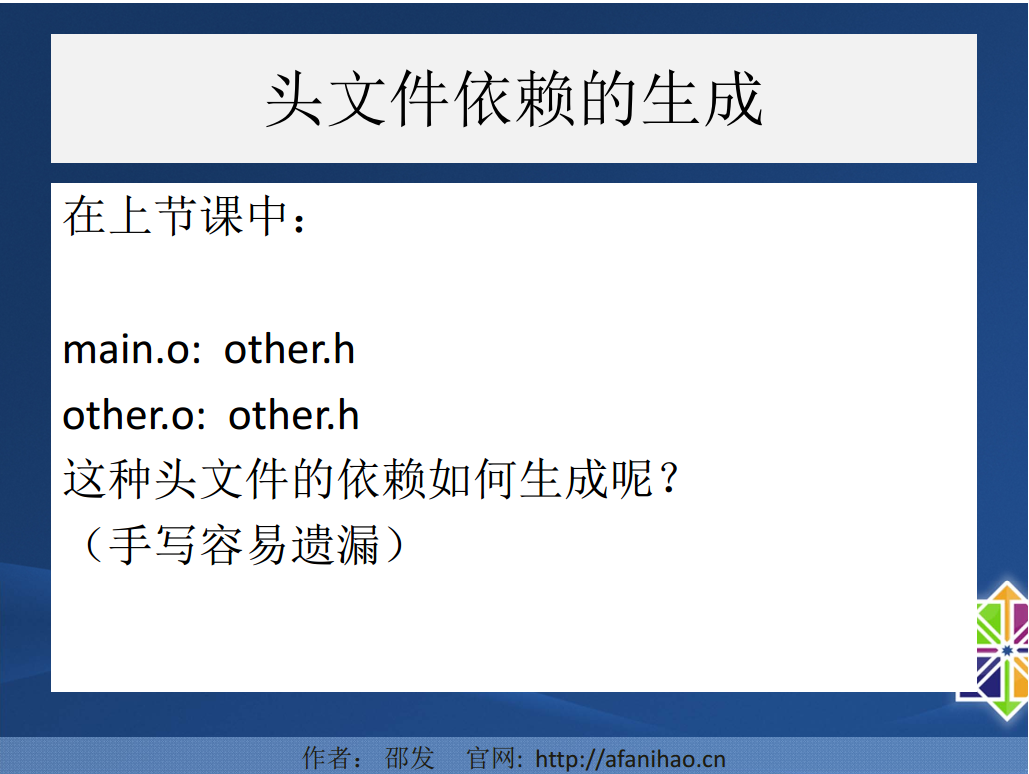 头文件依赖的生成
在上节课中：
main.o: other.h
other.o: other.h
这种头文件的依赖如何生成呢？
（手写容易遗漏）
作者： 邵发 官网: http://afanihao.cn